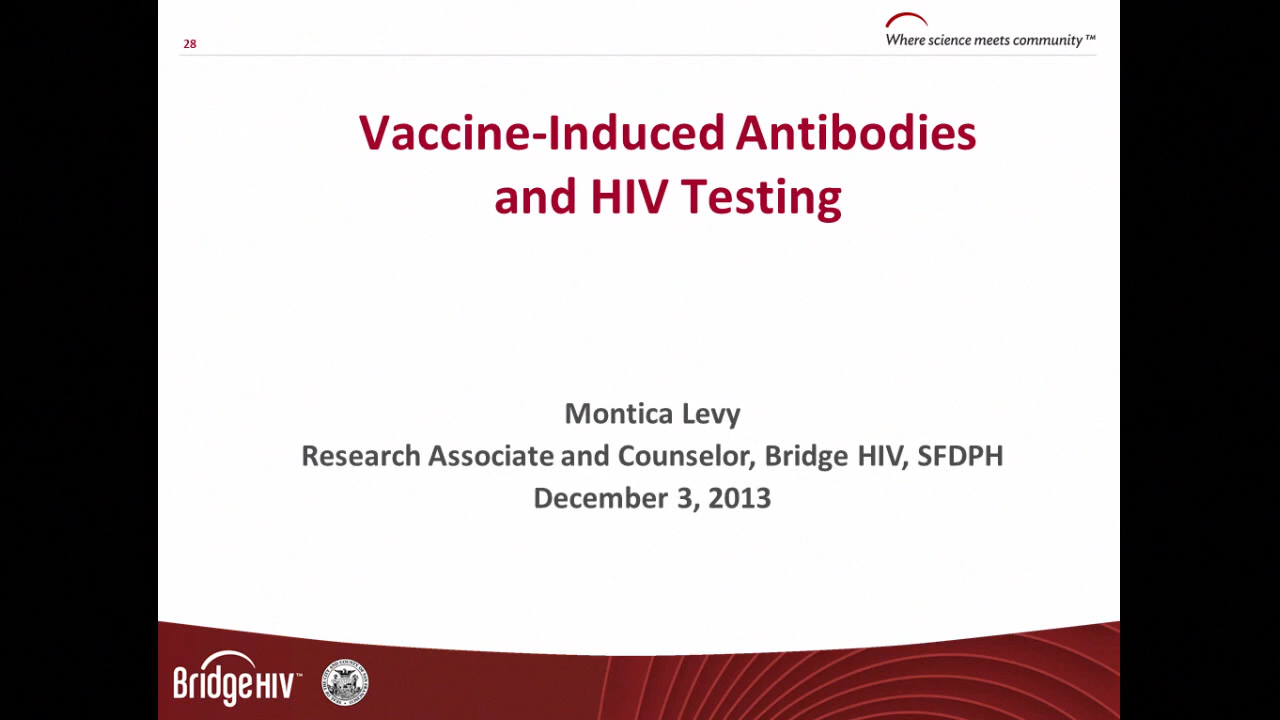 28
Where science meets community™
Vaccine-Induced Antibodies
and HIV Testing
Montica Levy
Research Associate and Counselor, Bridge HIV, SFDPH
December 3, 2013
BridgeHIV™